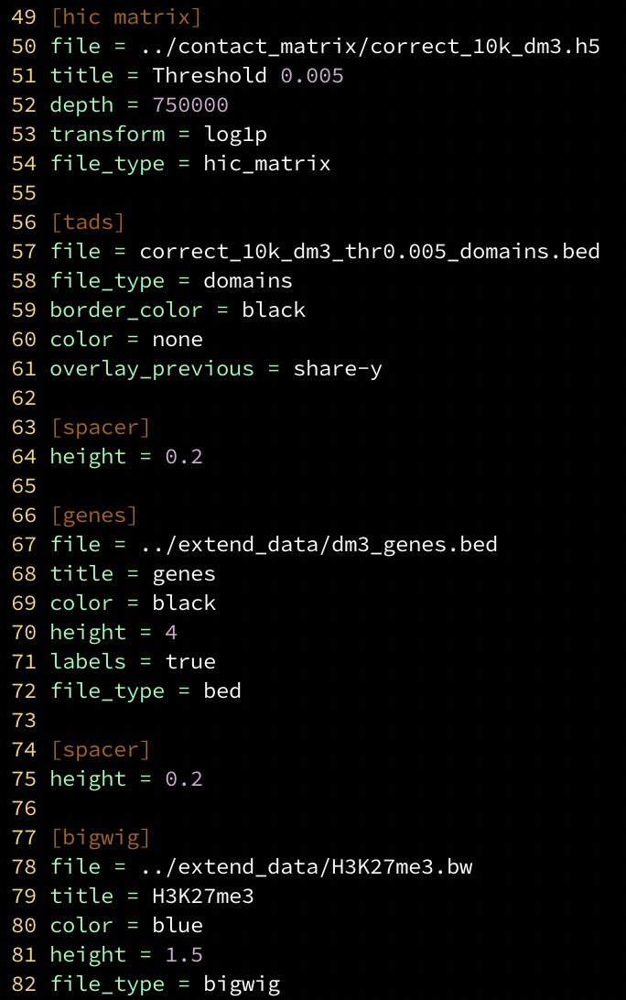 49 [hic matrix]
50 file = ../contact_matrix/correct_10k_dm3.h5
51 title = Threshold 0.005
52 depth = 750000
53 transform = log1p
54 file_type = hic_matrix
55
56 [tads]
57 file = correct_10k_dm3_thr0.005_domains.bed
58 file_type = domains
59 border_color = black
60 color = none
61 overlay_previous = share-y
62
63 [spacer]
64 height = 0.2
65
66 [genes]
67 file = ../extend_data/dm3_genes.bed
68 title = genes
69 color = black
70 height = 4
71 labels = true
72 file_type = bed
73
74 [spacer]
75 height = 0.2
76
77 [bigwig]
78 file = ../extend_data/H3K27me3.bw
79 title = H3K27me3
80 color = blue
81 height = 1.5
82 file_type = bigwig